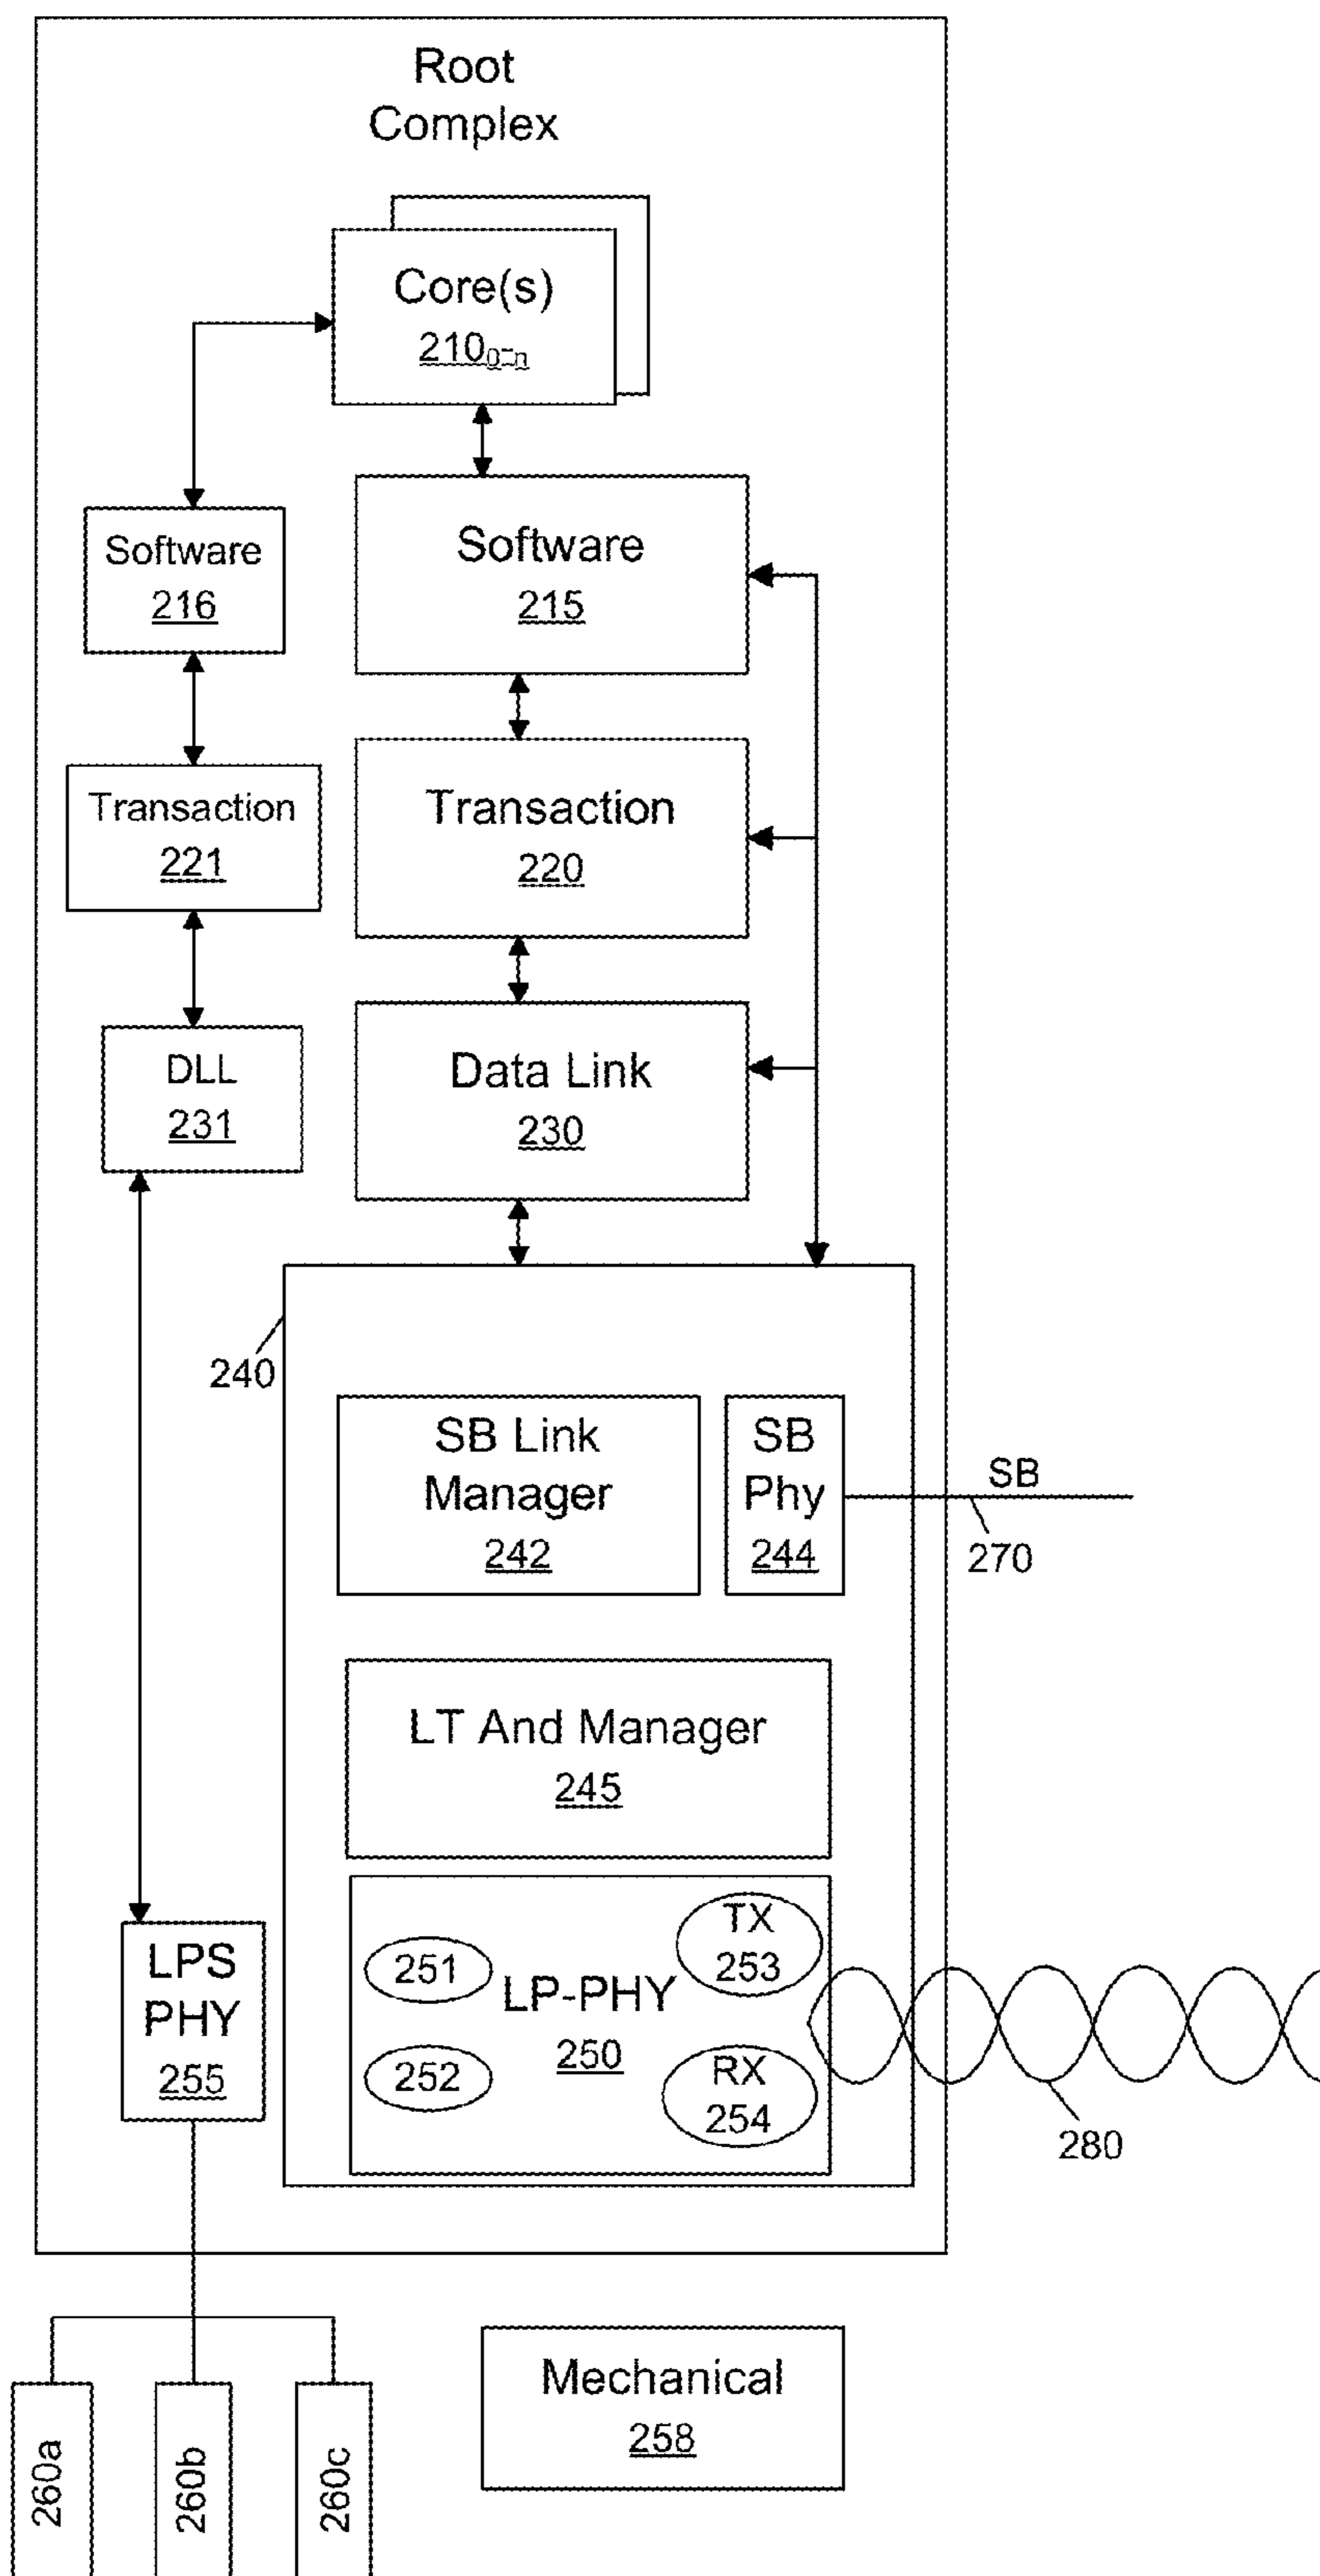 Root
Complex
Core(s)
210₀₋ₙ
Software
216
Software
215
Transaction
221
Transaction
220
DLL
231
Data Link
230
240
SB Link
Manager
242
SB
Phy
244
SB
270
LT And Manager
245
LPS
PHY
255
251
252
LP-PHY
250
TX
253
RX
254
280
Mechanical
258
260a
260b
260c